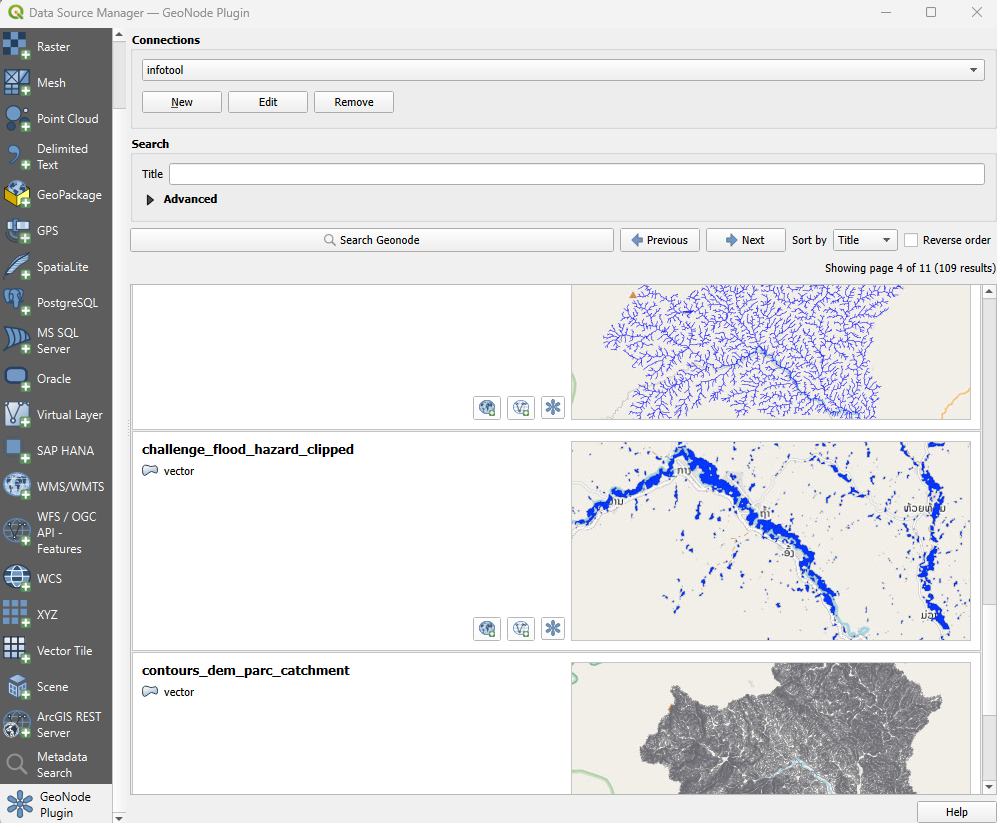 Data Source Manager — GeoNode Plugin
Raster
Mesh
Point Cloud
Delimited
Text
GeoPackage
GPS
SpatiaLite
PostgreSQL
MS SQL
Server
Oracle
Virtual Layer
SAP HANA
WMS/WMTS
WFS / OGC
API -
Features
WCS
XYZ
Vector Tile
Scene
ArcGIS REST
Server
Metadata
Search
GeoNode
Plugin
Connections
infotool
New
Edit
Remove
Search
Title
Advanced
Search Geonode
Previous
Next
Sort by
Title
Reverse order
Showing page 4 of 11 (109 results)
challenge_flood_hazard_clipped
vector
contours_dem_parc_catchment
vector
Help